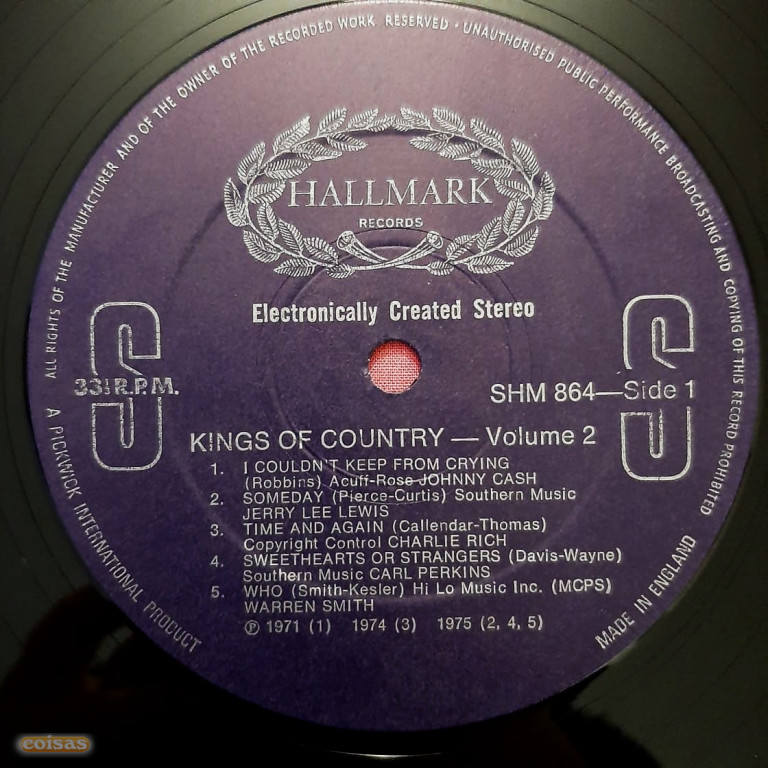 ALL RIGHTS OF THE MANUFACTURER AND OF THE OWNER OF THE RECORDED WORK RESERVED · UNAUTHORISED PUBLIC PERFORMANCE BROADCASTING AND COPYING OF THIS RECORD PROHIBITED
HALLMARK
RECORDS
Electronically Created Stereo
S
S
33⅓ R.P.M.
SHM 864—Side 1
KINGS OF COUNTRY — Volume 2
1. I COULDN'T KEEP FROM CRYING
(Robbins) Acuff-Rose JOHNNY CASH
2. SOMEDAY (Pierce-Curtis) Southern Music
JERRY LEE LEWIS
3. TIME AND AGAIN (Callendar-Thomas)
Copyright Control CHARLIE RICH
4. SWEETHEARTS OR STRANGERS (Davis-Wayne)
Southern Music CARL PERKINS
5. WHO (Smith-Kesler) Hi Lo Music Inc. (MCPS)
WARREN SMITH
℗ 1971 (1) 1974 (3) 1975 (2, 4, 5)
A PICKWICK INTERNATIONAL PRODUCT
MADE IN ENGLAND
coisas